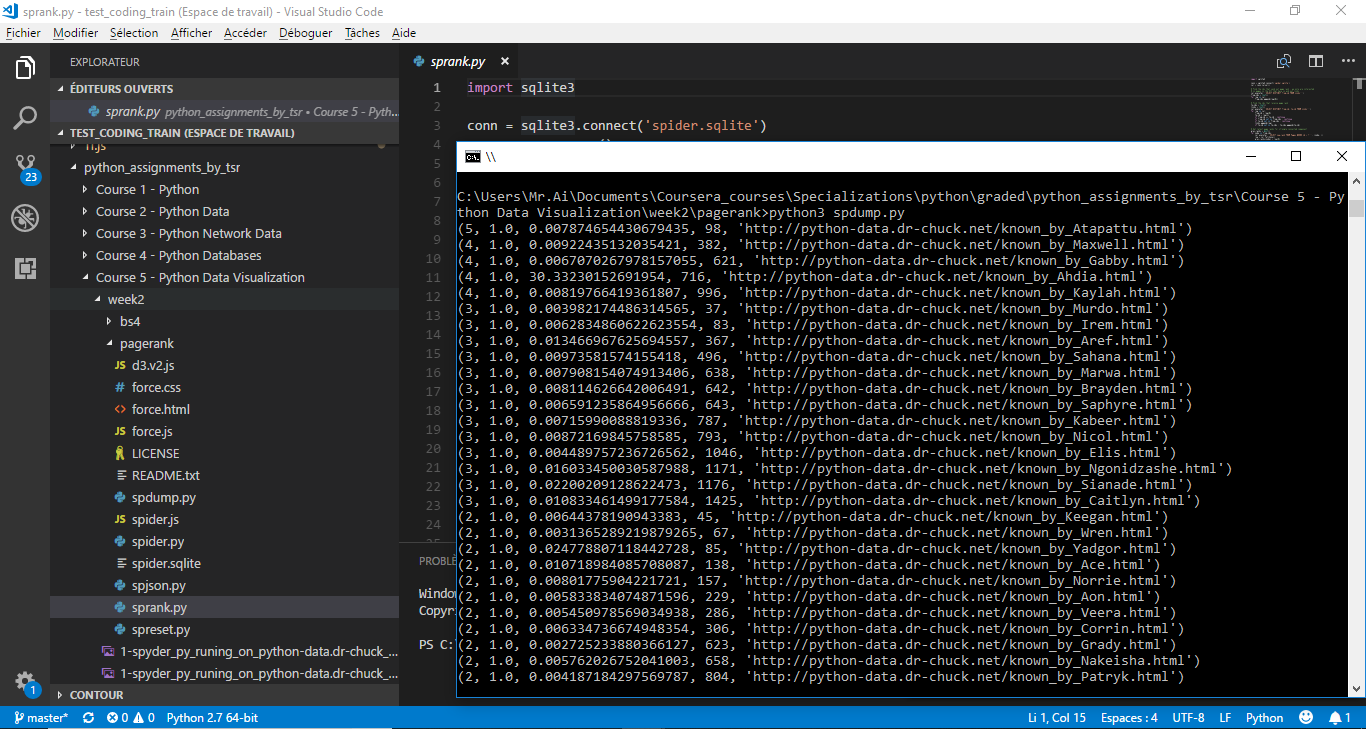 sprank.py - test_coding_train (Espace de travail) - Visual Studio Code
Fichier Modifier Sélection Afficher Accéder Déboguer Tâches Aide
EXPLORATEUR
ÉDITEURS OUVERTS
sprank.py python_assignments_by_tsr • Course 5 - Pyth...
TEST_CODING_TRAIN (ESPACE DE TRAVAIL)
python_assignments_by_tsr
Course 1 - Python
Course 2 - Python Data
Course 3 - Python Network Data
Course 4 - Python Databases
Course 5 - Python Data Visualization
week2
bs4
pagerank
JS d3.v2.js
# force.css
<> force.html
JS force.js
LICENSE
README.txt
spdump.py
JS spider.js
spider.py
spider.sqlite
spjson.py
sprank.py
spreset.py
1-spyder_py_runing_on_python-data.dr-chuck_...
1-spyder_py_runing_on_python-data.dr-chuck_...
CONTOUR
23
1
sprank.py ×
1 import sqlite3
2
3 conn = sqlite3.connect('spider.sqlite')
4
5
6
7
8
9
10
11
12
13
14
15
16
17
18
19
20
21
22
23
24
PROBLÈ
Window
Copyri
PS C:
C:\. \\
C:\Users\Mr.Ai\Documents\Coursera_courses\Specializations\python\graded\python_assignments_by_tsr\Course 5 - Py
thon Data Visualization\week2\pagerank>python3 spdump.py
(5, 1.0, 0.007874654430679435, 98, 'http://python-data.dr-chuck.net/known_by_Atapattu.html')
(4, 1.0, 0.00922435132035421, 382, 'http://python-data.dr-chuck.net/known_by_Maxwell.html')
(4, 1.0, 0.0067070267978157055, 621, 'http://python-data.dr-chuck.net/known_by_Gabby.html')
(4, 1.0, 30.33230152691954, 716, 'http://python-data.dr-chuck.net/known_by_Ahdia.html')
(4, 1.0, 0.00819766419361807, 996, 'http://python-data.dr-chuck.net/known_by_Kaylah.html')
(3, 1.0, 0.003982174486314565, 37, 'http://python-data.dr-chuck.net/known_by_Murdo.html')
(3, 1.0, 0.0062834860622623554, 83, 'http://python-data.dr-chuck.net/known_by_Irem.html')
(3, 1.0, 0.013466967625694557, 367, 'http://python-data.dr-chuck.net/known_by_Aref.html')
(3, 1.0, 0.00973581574155418, 496, 'http://python-data.dr-chuck.net/known_by_Sahana.html')
(3, 1.0, 0.007908154074913406, 638, 'http://python-data.dr-chuck.net/known_by_Marwa.html')
(3, 1.0, 0.008114626642006491, 642, 'http://python-data.dr-chuck.net/known_by_Brayden.html')
(3, 1.0, 0.006591235864956666, 643, 'http://python-data.dr-chuck.net/known_by_Saphyre.html')
(3, 1.0, 0.00715990088819336, 787, 'http://python-data.dr-chuck.net/known_by_Kabeer.html')
(3, 1.0, 0.00872169845758585, 793, 'http://python-data.dr-chuck.net/known_by_Nicol.html')
(3, 1.0, 0.004489757236726562, 1046, 'http://python-data.dr-chuck.net/known_by_Elis.html')
(3, 1.0, 0.016033450030587988, 1171, 'http://python-data.dr-chuck.net/known_by_Ngonidzashe.html')
(3, 1.0, 0.02200209128622473, 1176, 'http://python-data.dr-chuck.net/known_by_Sianade.html')
(3, 1.0, 0.010833461499177584, 1425, 'http://python-data.dr-chuck.net/known_by_Caitlyn.html')
(2, 1.0, 0.00644378190943383, 45, 'http://python-data.dr-chuck.net/known_by_Keegan.html')
(2, 1.0, 0.0031365289219879265, 67, 'http://python-data.dr-chuck.net/known_by_Wren.html')
(2, 1.0, 0.024778807118442728, 85, 'http://python-data.dr-chuck.net/known_by_Yadgor.html')
(2, 1.0, 0.010718984085708087, 138, 'http://python-data.dr-chuck.net/known_by_Ace.html')
(2, 1.0, 0.00801775904221721, 157, 'http://python-data.dr-chuck.net/known_by_Norrie.html')
(2, 1.0, 0.005833834074871596, 229, 'http://python-data.dr-chuck.net/known_by_Aon.html')
(2, 1.0, 0.005450978569034938, 286, 'http://python-data.dr-chuck.net/known_by_Veera.html')
(2, 1.0, 0.006334736674948354, 306, 'http://python-data.dr-chuck.net/known_by_Corrin.html')
(2, 1.0, 0.002725233880366127, 623, 'http://python-data.dr-chuck.net/known_by_Grady.html')
(2, 1.0, 0.005762026752041003, 658, 'http://python-data.dr-chuck.net/known_by_Nakeisha.html')
(2, 1.0, 0.004187184297569787, 804, 'http://python-data.dr-chuck.net/known_by_Patryk.html')
master* 0 0 Python 2.7 64-bit
Li 1, Col 15 Espaces : 4 UTF-8 LF Python 1